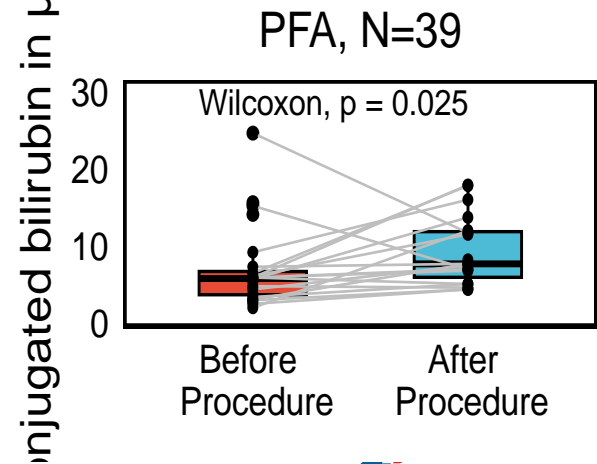 PFA, N=39
onjugated bilirubin in
30
20
10
0
Wilcoxon, p = 0.025
Before
Procedure
After
Procedure